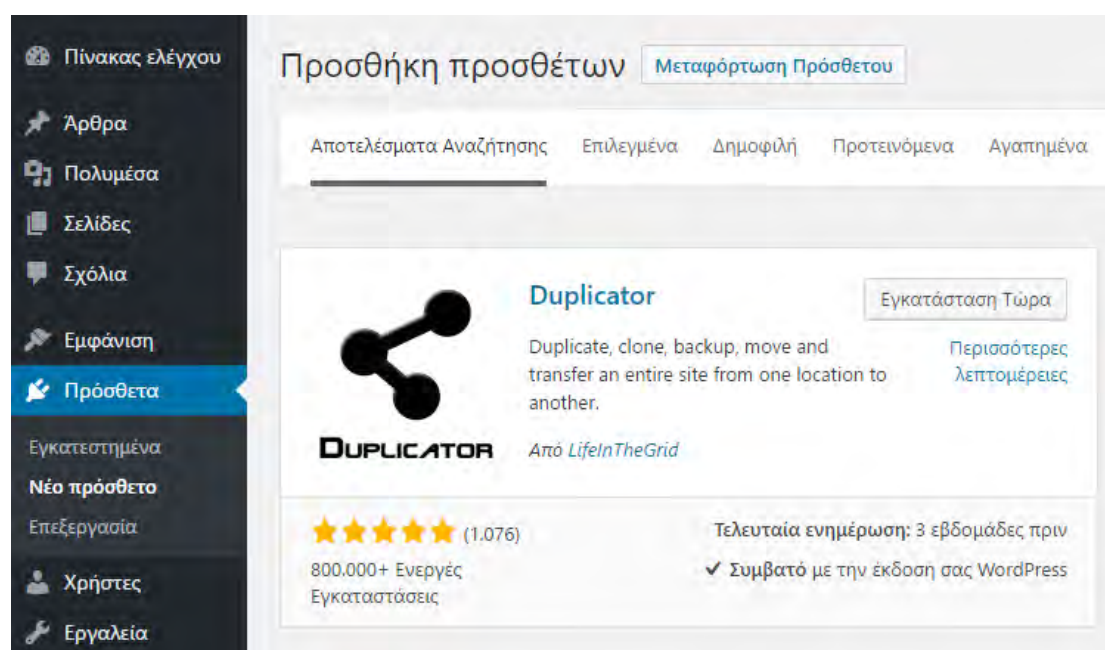 Πίνακας ελέγχου
Άρθρα
Πολυμέσα
Σελίδες
Σχόλια
Εμφάνιση
Πρόσθετα
Εγκατεστημένα
Νέο πρόσθετο
Επεξεργασία
Χρήστες
Εργαλεία
Προσθήκη προσθέτων
Μεταφόρτωση Πρόσθετου
Αποτελέσματα Αναζήτησης Επιλεγμένα Δημοφιλή Προτεινόμενα Αγαπημένα
DUPLICATOR
Duplicator
Duplicate, clone, backup, move and
transfer an entire site from one location to
another.
Από LifeInTheGrid
Εγκατάσταση Τώρα
Περισσότερες
λεπτομέρειες
(1.076)
800.000+ Ενεργές
Εγκαταστάσεις
Τελευταία ενημέρωση: 3 εβδομάδες πριν
✔ Συμβατό με την έκδοση σας WordPress